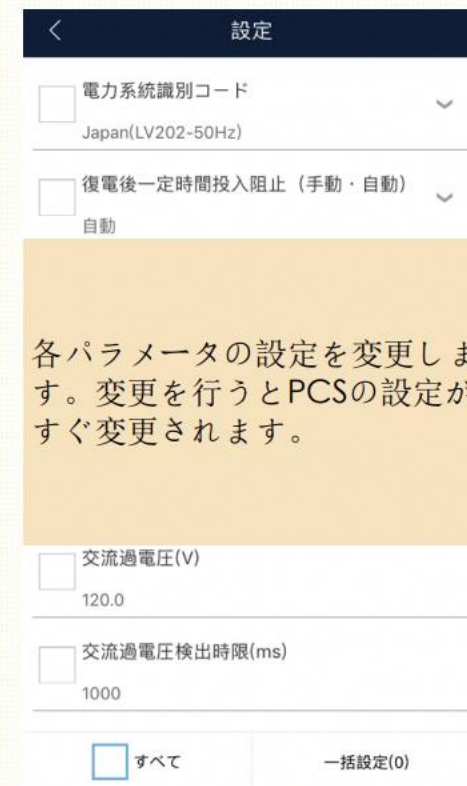 設定
電力系統識別コード
Japan(LV202-50Hz)
復電後一定時間投入阻止（手動・自動）
自動
各パラメータの設定を変更しま
す。変更を行うとPCSの設定が
すぐ変更されます。
交流過電圧(V)
120.0
交流過電圧検出時限(ms)
1000
すべて
一括設定(0)